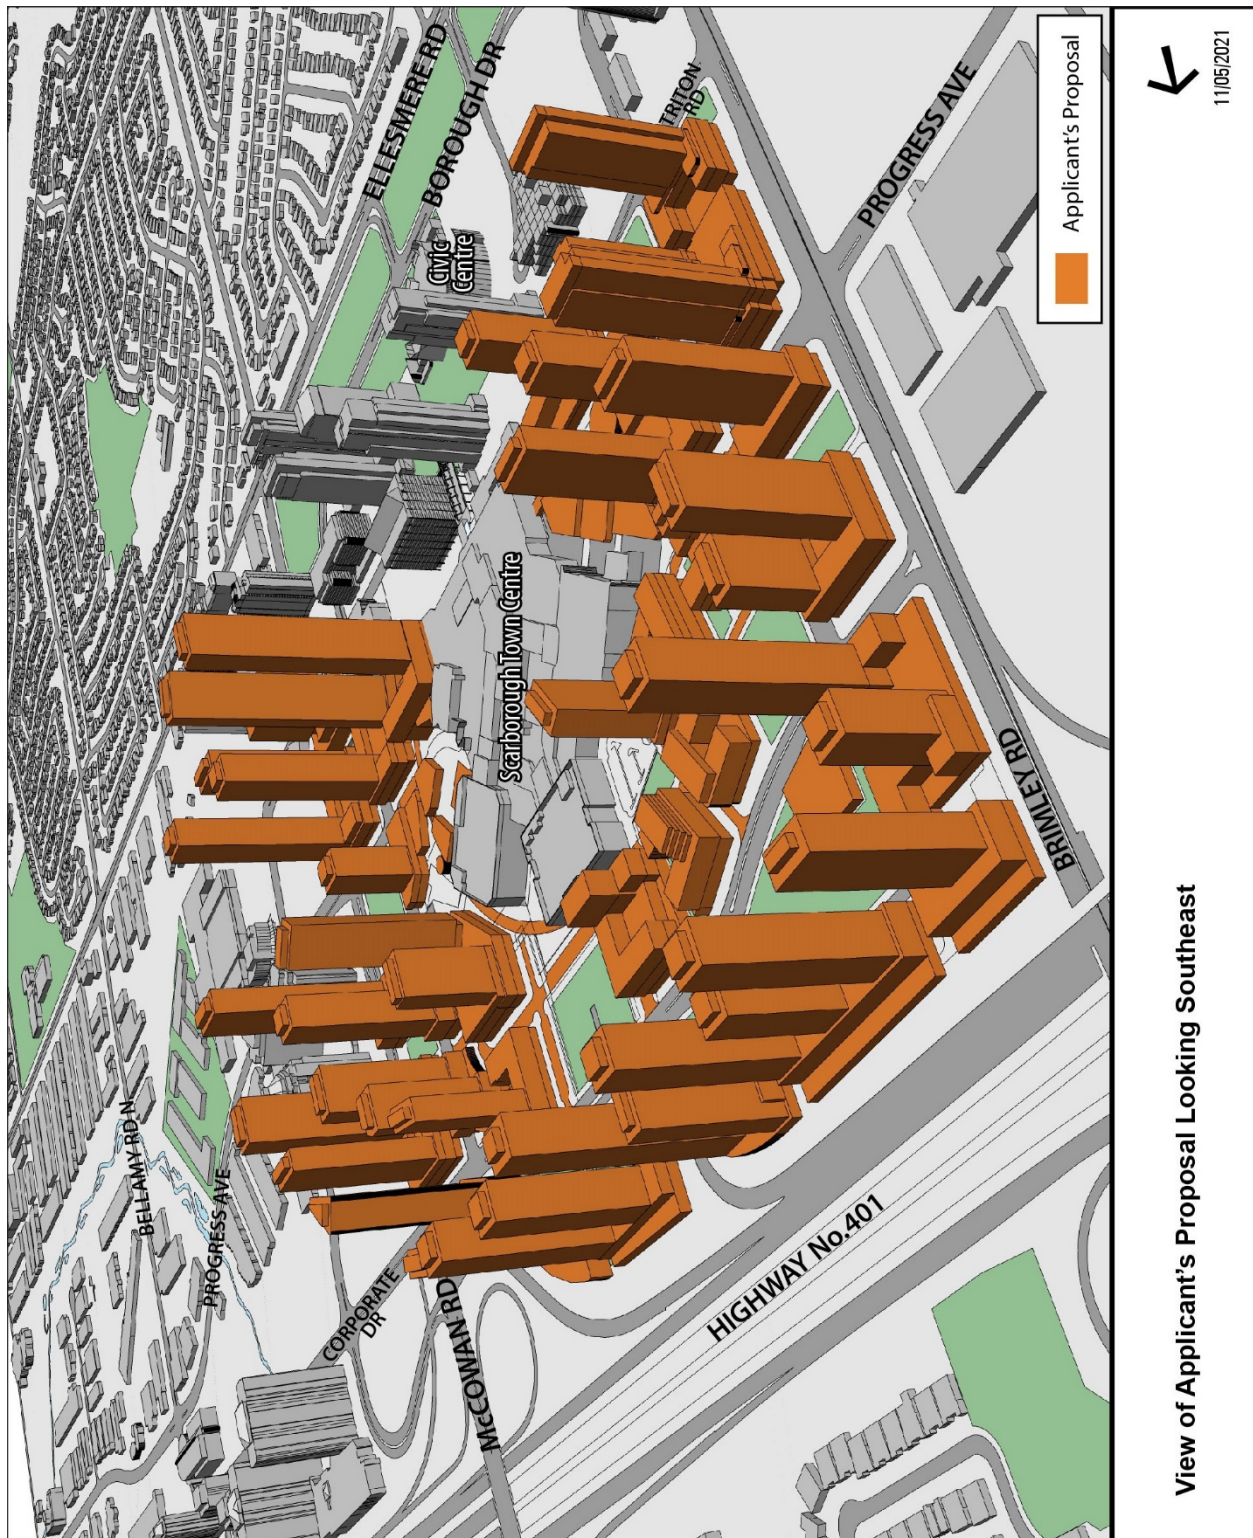 ELLESMERE RD
BOROUGH DR
TRITON
RD
PROGRESS AVE
Civic
Centre
Scarborough Town Centre
BRIMLEY RD
BELLAMY RD N
PROGRESS AVE
CORPORATE
DR
McCOWAN RD
HIGHWAY No.401
Applicant's Proposal
View of Applicant's Proposal Looking Southeast
11/05/2021